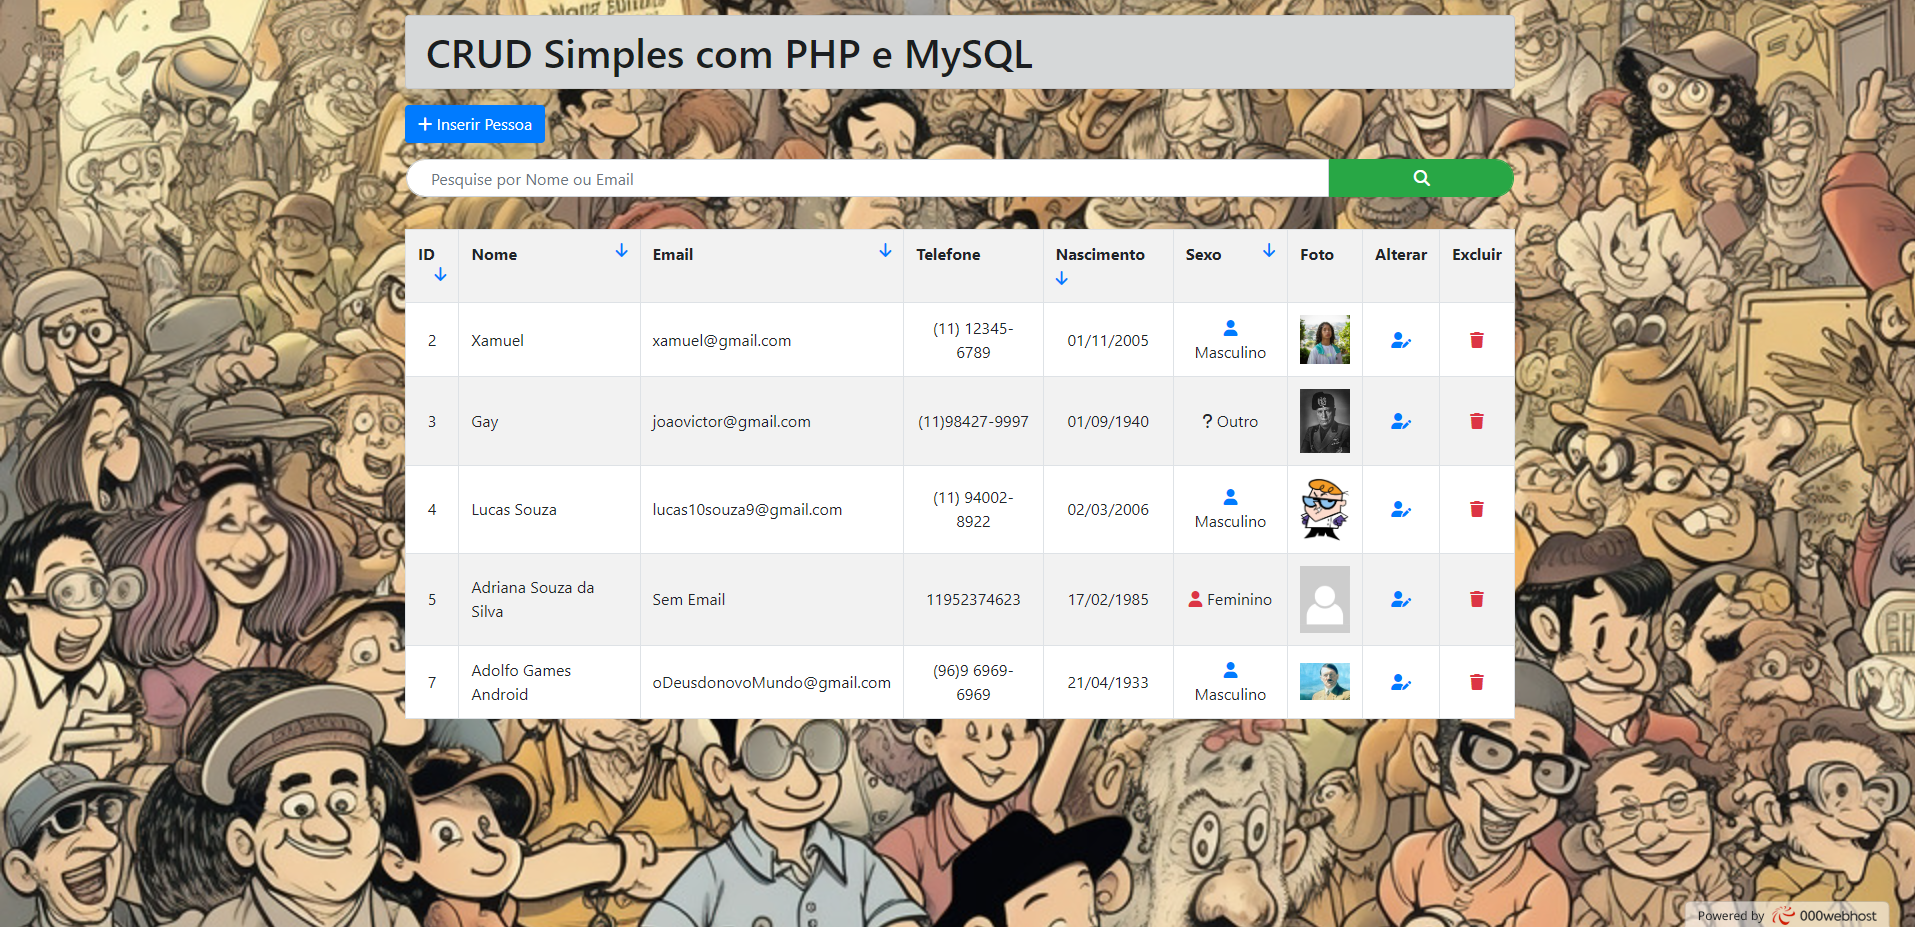 CRUD Simples com PHP e MySQL
Inserir Pessoa
Pesquise por Nome ou Email
ID Nome Email Telefone Nascimento Sexo Foto Alterar Excluir
2 Xamuel xamuel@gmail.com (11) 12345-6789 01/11/2005 Masculino
3 Gay joaovictor@gmail.com (11)98427-9997 01/09/1940 ? Outro
4 Lucas Souza lucas10souza9@gmail.com (11) 94002-8922 02/03/2006 Masculino
5 Adriana Souza da Silva Sem Email 11952374623 17/02/1985 Feminino
7 Adolfo Games Android oDeusdonovoMundo@gmail.com (96)9 6969-6969 21/04/1933 Masculino
Powered by 000webhost